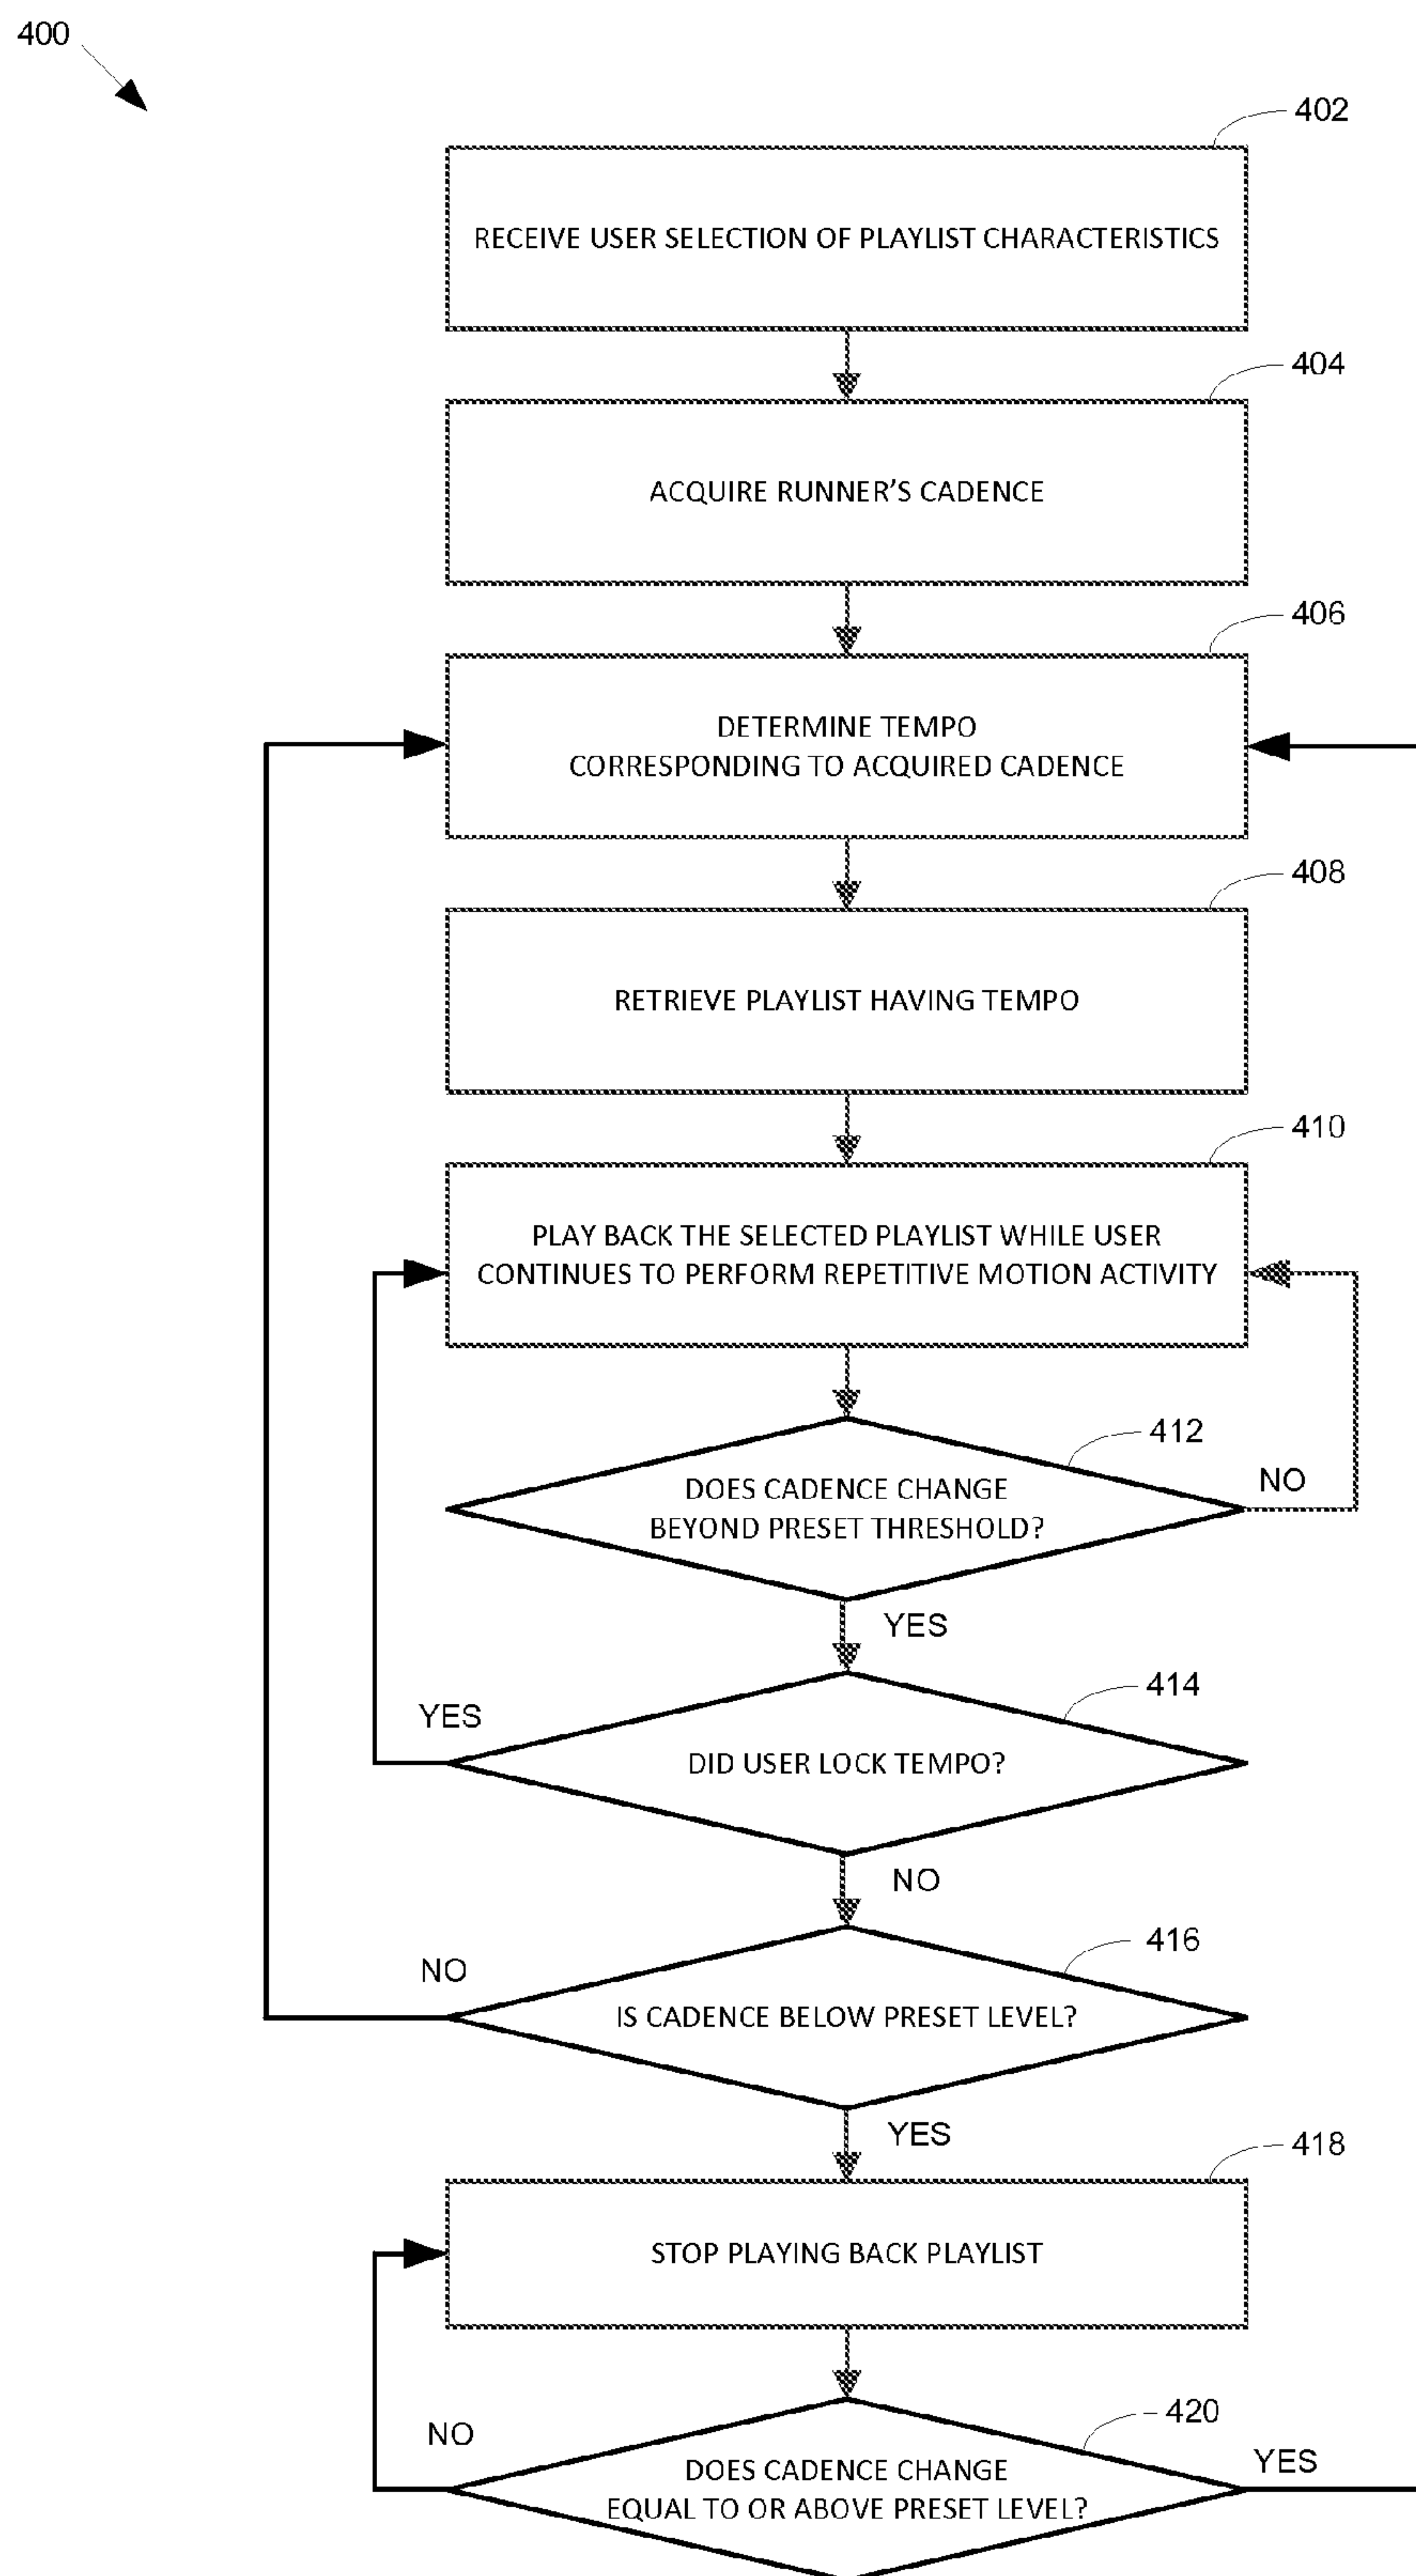 400
402
RECEIVE USER SELECTION OF PLAYLIST CHARACTERISTICS
404
ACQUIRE RUNNER'S CADENCE
406
DETERMINE TEMPO
CORRESPONDING TO ACQUIRED CADENCE
408
RETRIEVE PLAYLIST HAVING TEMPO
410
PLAY BACK THE SELECTED PLAYLIST WHILE USER
CONTINUES TO PERFORM REPETITIVE MOTION ACTIVITY
412
DOES CADENCE CHANGE
BEYOND PRESET THRESHOLD?
NO
YES
414
YES
DID USER LOCK TEMPO?
NO
416
NO
IS CADENCE BELOW PRESET LEVEL?
YES
418
STOP PLAYING BACK PLAYLIST
420
NO
YES
DOES CADENCE CHANGE
EQUAL TO OR ABOVE PRESET LEVEL?